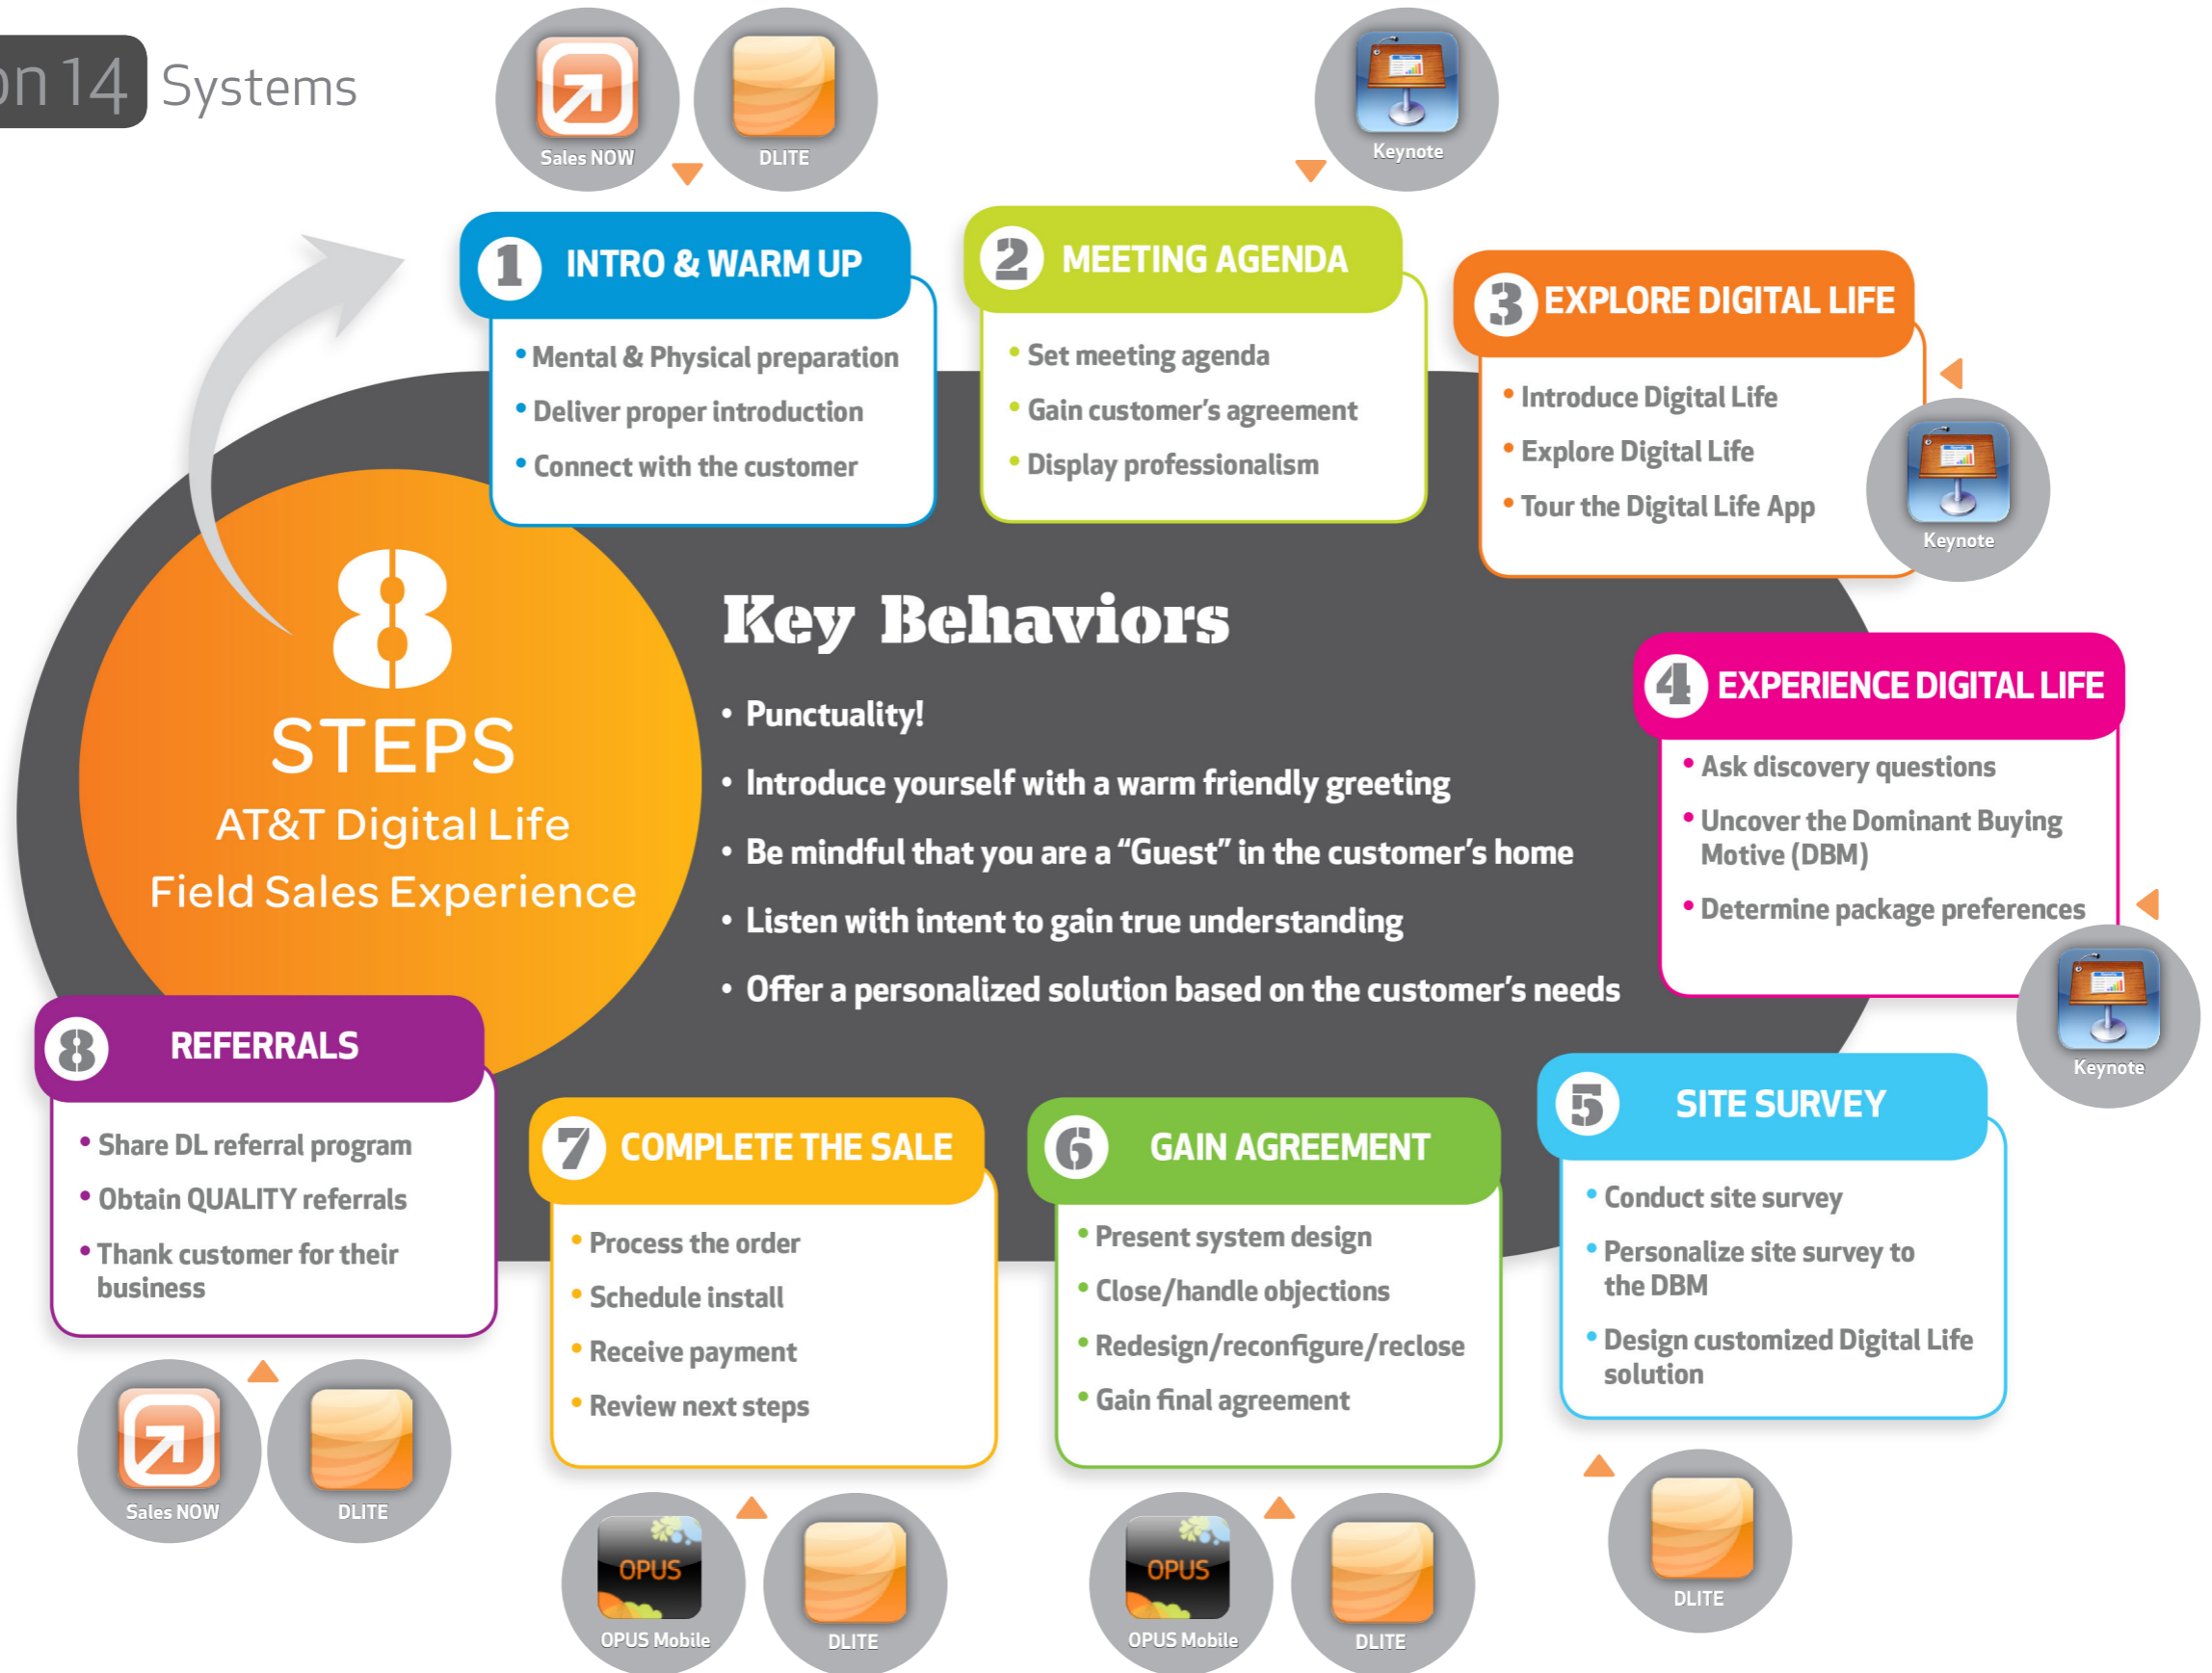 on 14 Systems
Sales NOW
DLITE
Keynote
1 INTRO & WARM UP
• Mental & Physical preparation
• Deliver proper introduction
• Connect with the customer
2 MEETING AGENDA
• Set meeting agenda
• Gain customer's agreement
• Display professionalism
3 EXPLORE DIGITAL LIFE
• Introduce Digital Life
• Explore Digital Life
• Tour the Digital Life App
Keynote
8
STEPS
AT&T Digital Life
Field Sales Experience
Key Behaviors
• Punctuality!
• Introduce yourself with a warm friendly greeting
• Be mindful that you are a “Guest” in the customer’s home
• Listen with intent to gain true understanding
• Offer a personalized solution based on the customer’s needs
4 EXPERIENCE DIGITAL LIFE
• Ask discovery questions
• Uncover the Dominant Buying
Motive (DBM)
• Determine package preferences
Keynote
5 SITE SURVEY
• Conduct site survey
• Personalize site survey to
the DBM
• Design customized Digital Life
solution
DLITE
6 GAIN AGREEMENT
• Present system design
• Close/handle objections
• Redesign/reconfigure/reclose
• Gain final agreement
OPUS
OPUS Mobile
DLITE
7 COMPLETE THE SALE
• Process the order
• Schedule install
• Receive payment
• Review next steps
OPUS
OPUS Mobile
DLITE
8 REFERRALS
• Share DL referral program
• Obtain QUALITY referrals
• Thank customer for their
business
Sales NOW
DLITE